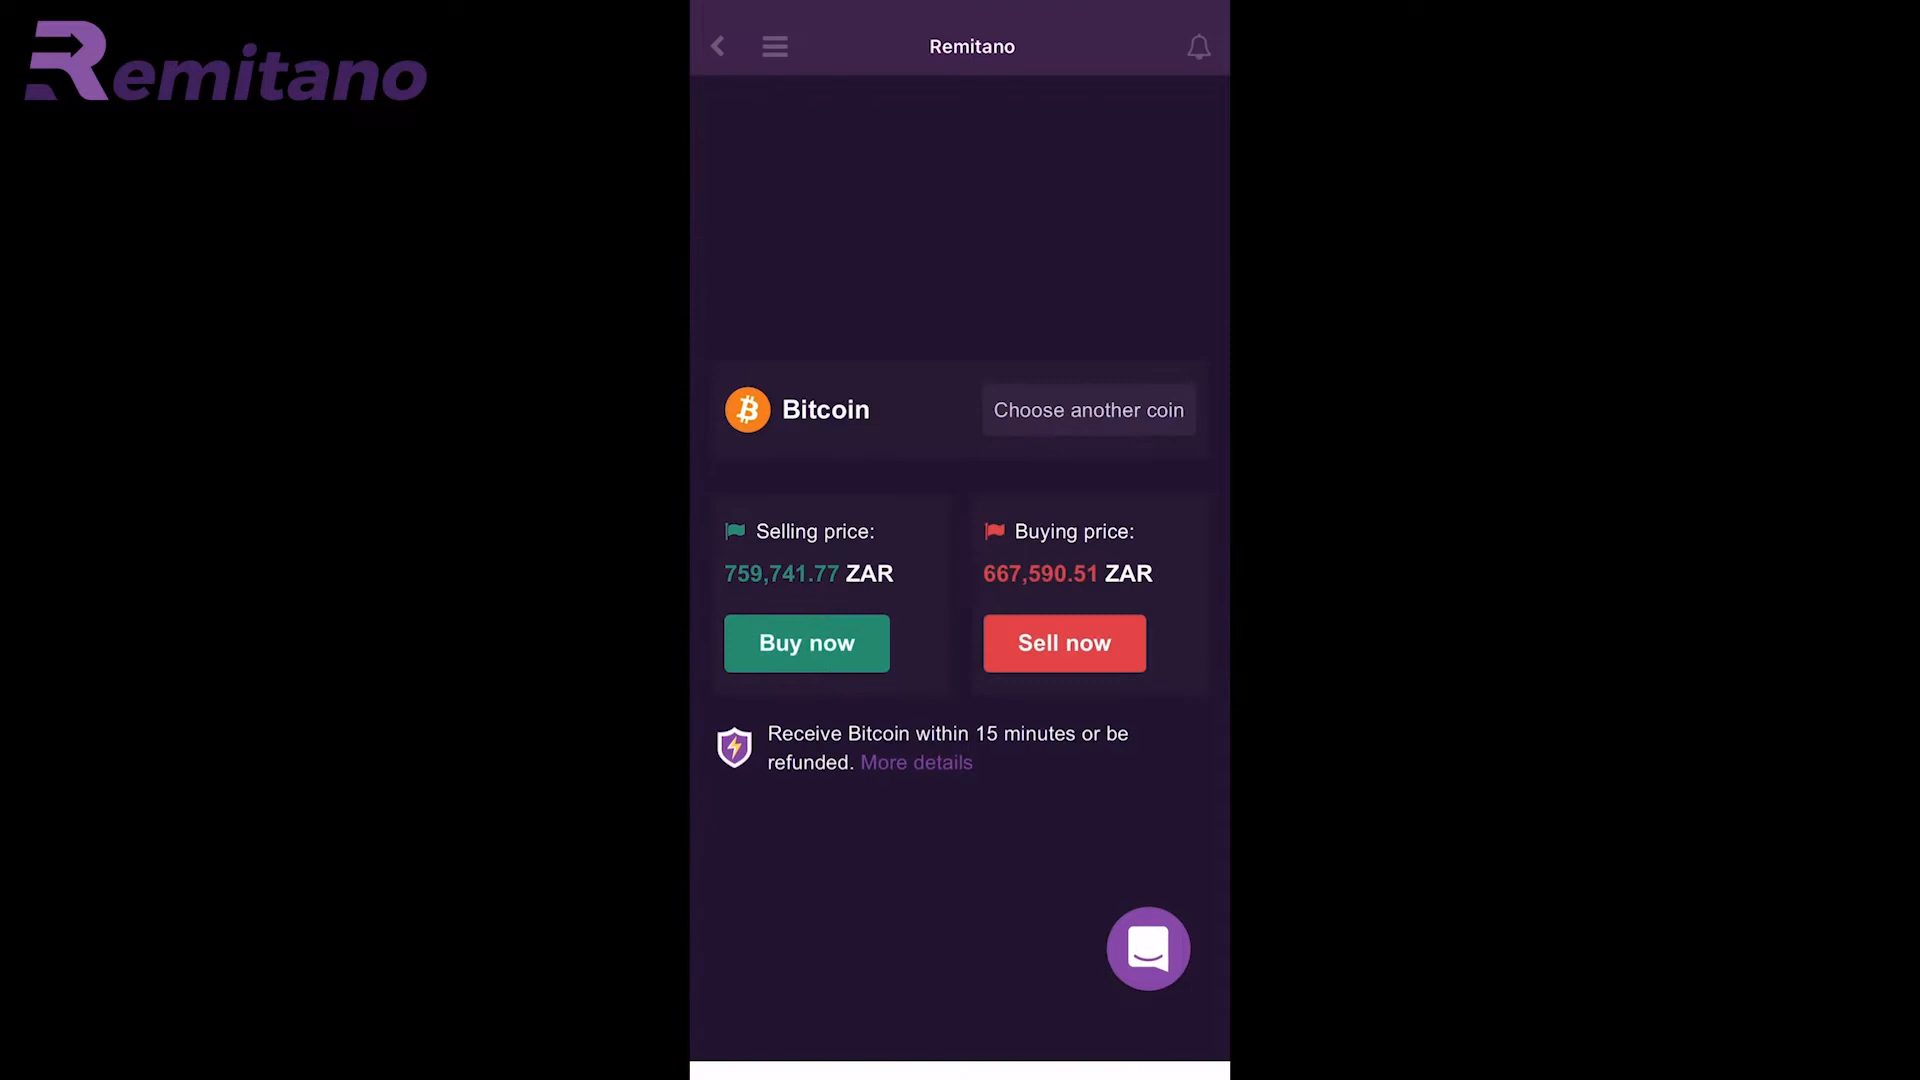 Remitano
Remitano
Bitcoin
Choose another coin
Selling price:
759,741.77 ZAR
Buy now
Buying price:
667,590.51 ZAR
Sell now
Receive Bitcoin within 15 minutes or be
refunded. More details